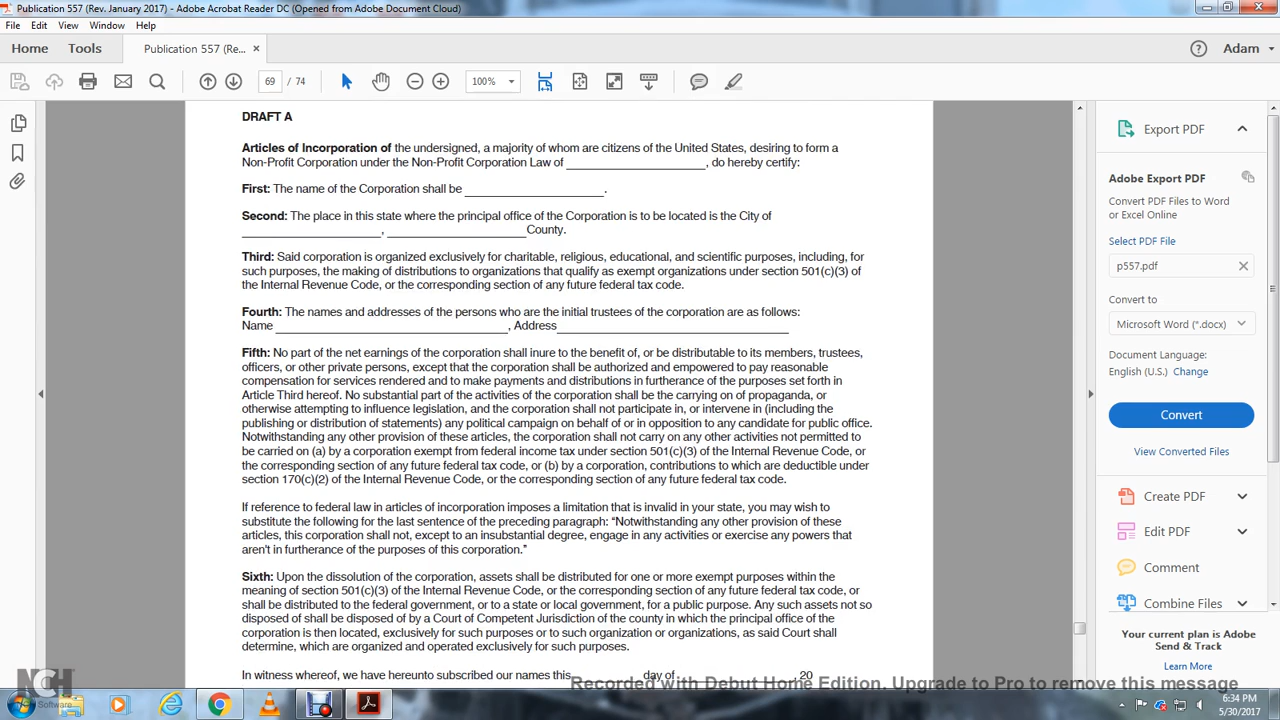 Publication 557 (Rev. January 2017) - Adobe Acrobat Reader DC (Opened from Adobe Document Cloud)
File Edit View Window Help
Home Tools Publication 557 (Re... × Adam
69 / 74 100%
DRAFT A
Articles of Incorporation of the undersigned, a majority of whom are citizens of the United States, desiring to form a
Non-Profit Corporation under the Non-Profit Corporation Law of ____________________, do hereby certify:
First: The name of the Corporation shall be ____________________.
Second: The place in this state where the principal office of the Corporation is to be located is the City of
____________________, ____________________County.
Third: Said corporation is organized exclusively for charitable, religious, educational, and scientific purposes, including, for
such purposes, the making of distributions to organizations that qualify as exempt organizations under section 501(c)(3) of
the Internal Revenue Code, or the corresponding section of any future federal tax code.
Fourth: The names and addresses of the persons who are the initial trustees of the corporation are as follows:
Name ____________________, Address____________________
Fifth: No part of the net earnings of the corporation shall inure to the benefit of, or be distributable to its members, trustees,
officers, or other private persons, except that the corporation shall be authorized and empowered to pay reasonable
compensation for services rendered and to make payments and distributions in furtherance of the purposes set forth in
Article Third hereof. No substantial part of the activities of the corporation shall be the carrying on of propaganda, or
otherwise attempting to influence legislation, and the corporation shall not participate in, or intervene in (including the
publishing or distribution of statements) any political campaign on behalf of or in opposition to any candidate for public office.
Notwithstanding any other provision of these articles, the corporation shall not carry on any other activities not permitted to
be carried on (a) by a corporation exempt from federal income tax under section 501(c)(3) of the Internal Revenue Code, or
the corresponding section of any future federal tax code, or (b) by a corporation, contributions to which are deductible under
section 170(c)(2) of the Internal Revenue Code, or the corresponding section of any future federal tax code.
If reference to federal law in articles of incorporation imposes a limitation that is invalid in your state, you may wish to
substitute the following for the last sentence of the preceding paragraph: “Notwithstanding any other provision of these
articles, this corporation shall not, except to an insubstantial degree, engage in any activities or exercise any powers that
aren't in furtherance of the purposes of this corporation.”
Sixth: Upon the dissolution of the corporation, assets shall be distributed for one or more exempt purposes within the
meaning of section 501(c)(3) of the Internal Revenue Code, or the corresponding section of any future federal tax code, or
shall be distributed to the federal government, or to a state or local government, for a public purpose. Any such assets not so
disposed of shall be disposed of by a Court of Competent Jurisdiction of the county in which the principal office of the
corporation is then located, exclusively for such purposes or to such organization or organizations, as said Court shall
determine, which are organized and operated exclusively for such purposes.
In witness whereof, we have hereunto subscribed our names this day of , 20
Export PDF
Adobe Export PDF
Convert PDF Files to Word
or Excel Online
Select PDF File
p557.pdf
Convert to
Microsoft Word (*.docx)
Document Language:
English (U.S.) Change
Convert
View Converted Files
Create PDF
Edit PDF
Comment
Combine Files
Your current plan is Adobe
Send & Track
Learn More
Recorded with Debut Home Edition. Upgrade to Pro to remove this message
NCH
Software
6:34 PM
5/30/2017